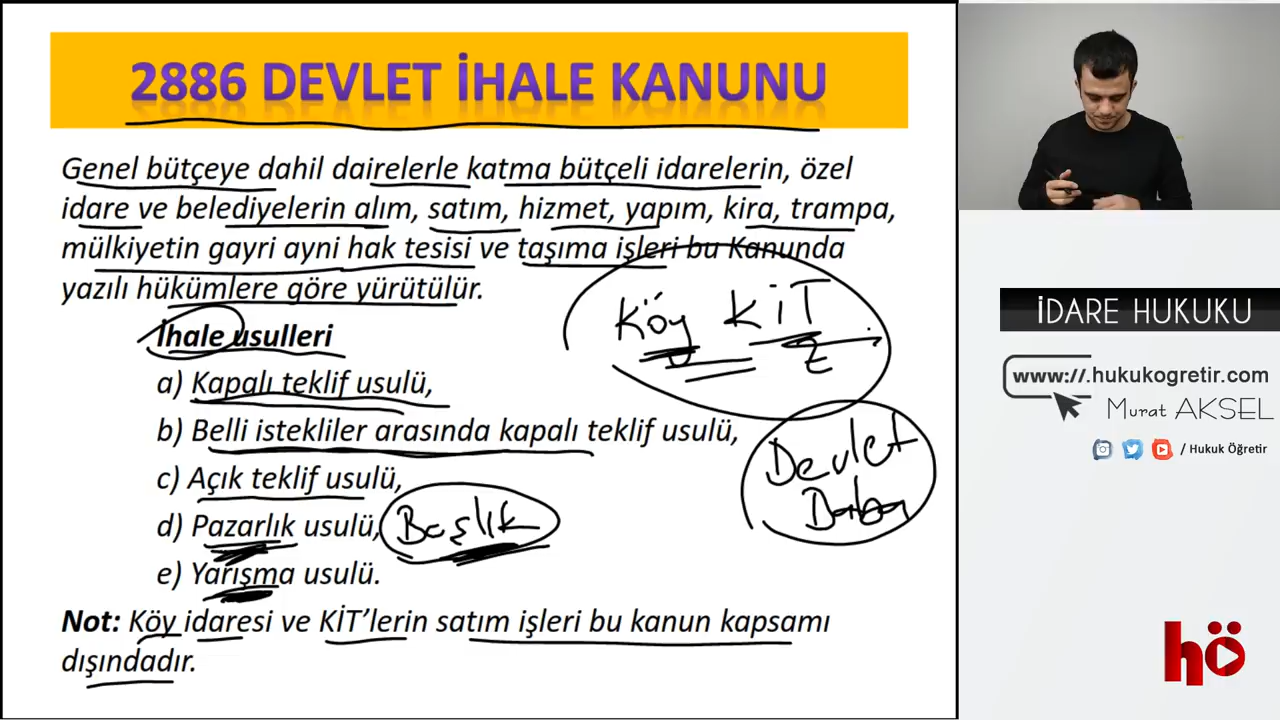 2886 DEVLET İHALE KANUNU
Genel bütçeye dahil dairelerle katma bütçeli idarelerin, özel
idare ve belediyelerin alım, satım, hizmet, yapım, kira, trampa,
mülkiyetin gayri ayni hak tesisi ve taşıma işleri bu Kanunda
yazılı hükümlere göre yürütülür.
İhale usulleri
Köy KİT
a) Kapalı teklif usulü,
b) Belli istekliler arasında kapalı teklif usulü,
Devlet
Baba
c) Açık teklif usulü,
d) Pazarlık usulü,
Başlık
e) Yarışma usulü.
Not: Köy idaresi ve KİT’lerin satım işleri bu kanun kapsamı
dışındadır.
İDARE HUKUKU
www://.hukukogretir.com
Murat AKSEL
/ Hukuk Öğretir
hö